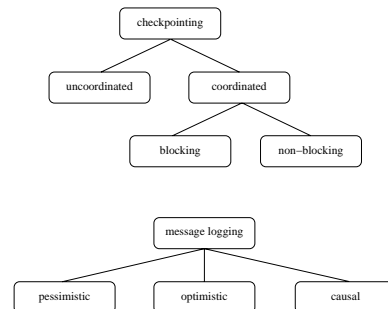 checkpointing
uncoordinated
coordinated
blocking
non−blocking
message logging
pessimistic
optimistic
causal